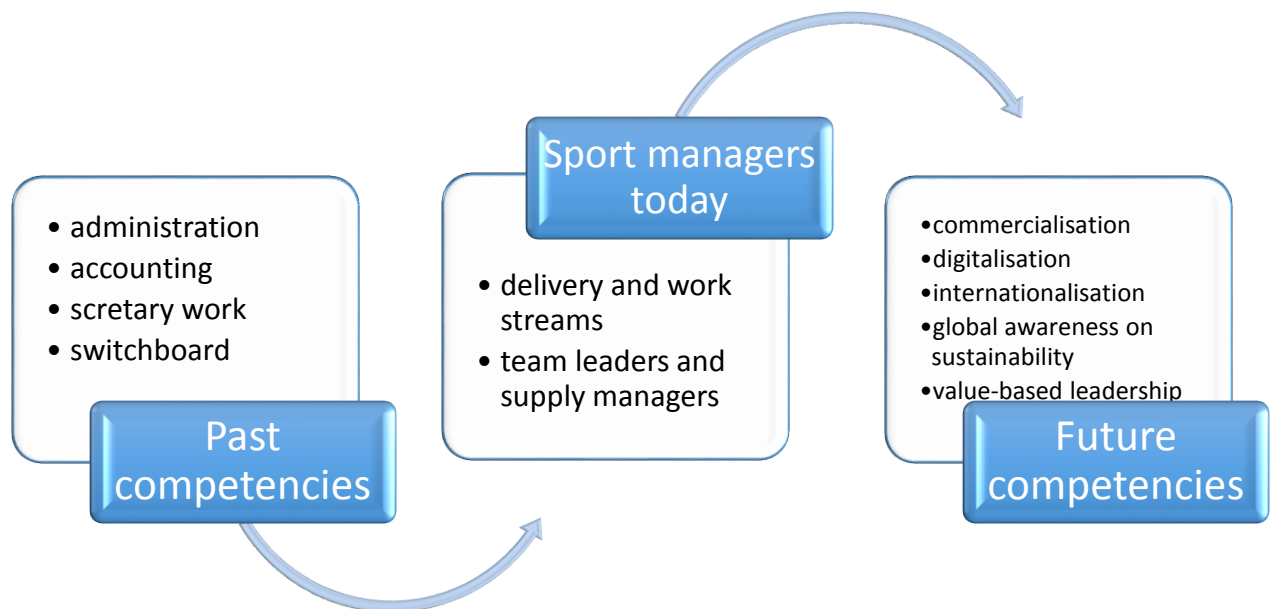 • administration
• accounting
• scretary work
• switchboard
Past
competencies
Sport managers
today
• delivery and work
streams
• team leaders and
supply managers
•commercialisation
•digitalisation
•internationalisation
•global awareness on
sustainability
•value-based leadership
Future
competencies